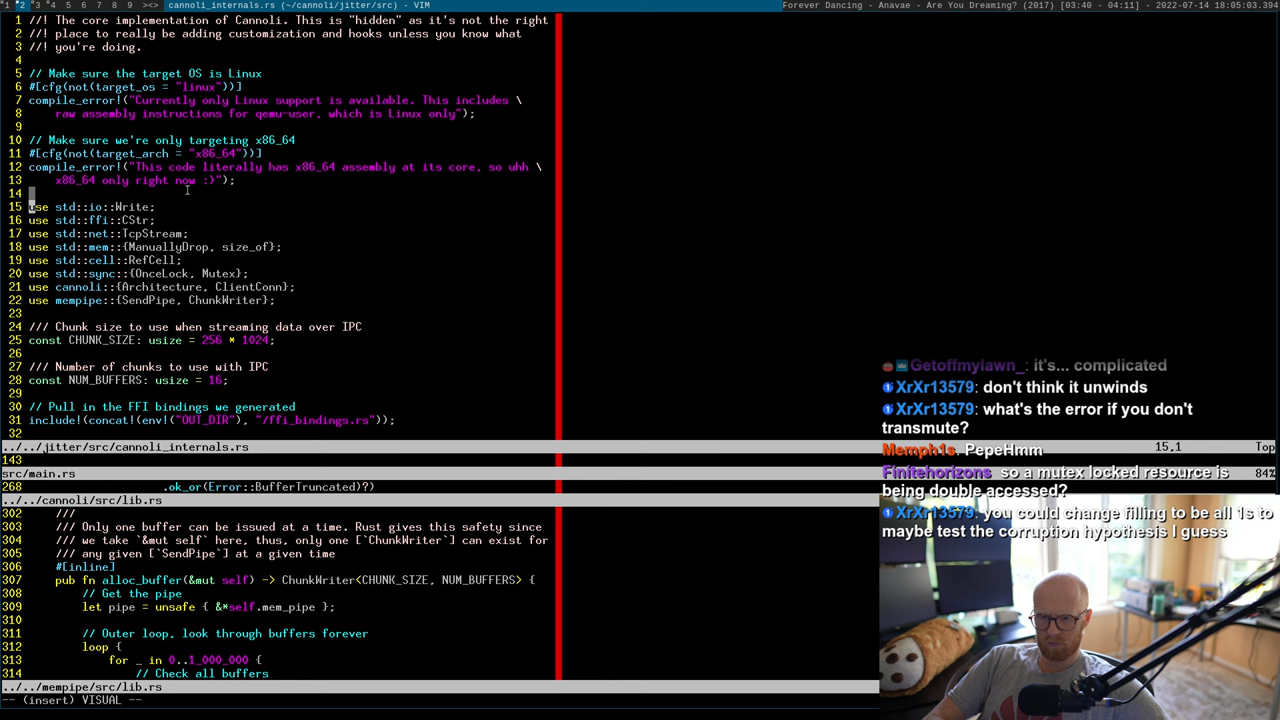 1 2 3 4 5 6 7 8 9 ><> cannoli_internals.rs (~/cannoli/jitter/src) - VIM
Forever Dancing - Anavae - Are You Dreaming? (2017) [03:40 - 04:11] - 2022-07-14 18:05:03.394
1 //! The core implementation of Cannoli. This is "hidden" as it's not the right
2 //! place to really be adding customization and hooks unless you know what
3 //! you're doing.
4
5 // Make sure the target OS is Linux
6 #[cfg(not(target_os = "linux"))]
7 compile_error!("Currently only Linux support is available. This includes \
8 raw assembly instructions for qemu-user, which is Linux only");
9
10 // Make sure we're only targeting x86_64
11 #[cfg(not(target_arch = "x86_64"))]
12 compile_error!("This code literally has x86_64 assembly at its core, so uhh \
13 x86_64 only right now :)");
14
15 use std::io::Write;
16 use std::ffi::CStr;
17 use std::net::TcpStream;
18 use std::mem::{ManuallyDrop, size_of};
19 use std::cell::RefCell;
20 use std::sync::{OnceLock, Mutex};
21 use cannoli::{Architecture, ClientConn};
22 use mempipe::{SendPipe, ChunkWriter};
23
24 /// Chunk size to use when streaming data over IPC
25 const CHUNK_SIZE: usize = 256 * 1024;
26
27 /// Number of chunks to use with IPC
28 const NUM_BUFFERS: usize = 16;
29
30 // Pull in the FFI bindings we generated
31 include!(concat!(env!("OUT_DIR"), "/ffi_bindings.rs"));
32
../../jitter/src/cannoli_internals.rs 15,1 Top
143
src/main.rs 84%
268 .ok_or(Error::BufferTruncated)?)
../../cannoli/src/lib.rs
302 ///
303 /// Only one buffer can be issued at a time. Rust gives this safety since
304 /// we take `&mut self` here, thus, only one [`ChunkWriter`] can exist for
305 /// any given [`SendPipe`] at a given time
306 #[inline]
307 pub fn alloc_buffer(&mut self) -> ChunkWriter<CHUNK_SIZE, NUM_BUFFERS> {
308 // Get the pipe
309 let pipe = unsafe { &*self.mem_pipe };
310
311 // Outer loop, look through buffers forever
312 loop {
313 for _ in 0..1_000_000 {
314 // Check all buffers
../../mempipe/src/lib.rs
-- (insert) VISUAL --
Getoffmylawn_: it's... complicated
XrXr13579: don't think it unwinds
XrXr13579: what's the error if you don't
transmute?
Memph1s: PepeHmm
Finitehorizons: so a mutex locked resource is
being double accessed?
XrXr13579: you could change filling to be all 1s to
maybe test the corruption hypothesis I guess